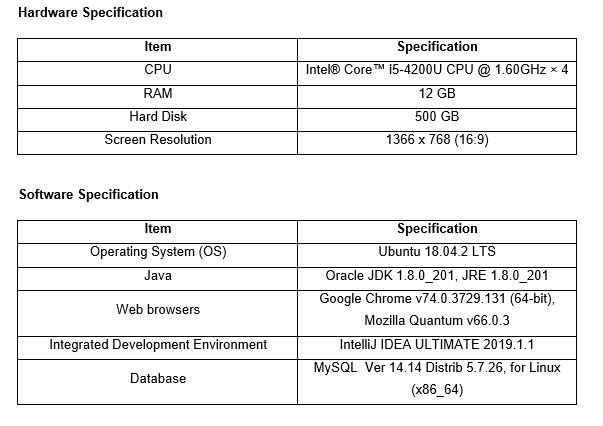 Hardware Specification
Item Specification
CPU Intel® Core™ i5-4200U CPU @ 1.60GHz × 4
RAM 12 GB
Hard Disk 500 GB
Screen Resolution 1366 x 768 (16:9)
Software Specification
Item Specification
Operating System (OS) Ubuntu 18.04.2 LTS
Java Oracle JDK 1.8.0_201, JRE 1.8.0_201
Web browsers Google Chrome v74.0.3729.131 (64-bit),
Mozilla Quantum v66.0.3
Integrated Development Environment IntelliJ IDEA ULTIMATE 2019.1.1
Database MySQL  Ver 14.14 Distrib 5.7.26, for Linux
(x86_64)